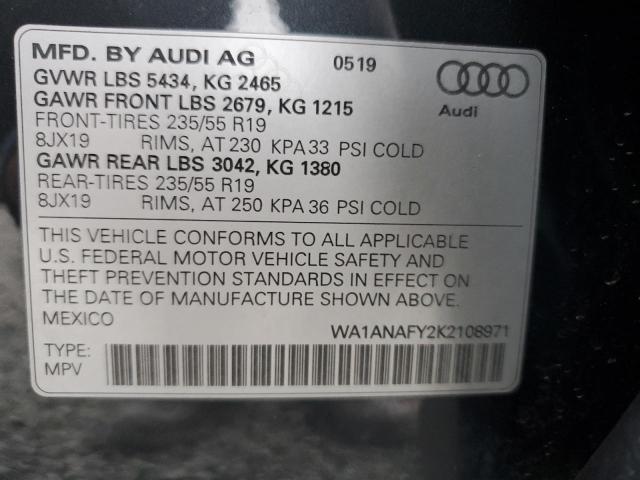 MFD. BY AUDI AG 0519
GVWR LBS 5434, KG 2465
GAWR FRONT LBS 2679, KG 1215
FRONT-TIRES 235/55 R19
8JX19 RIMS, AT 230 KPA 33 PSI COLD
GAWR REAR LBS 3042, KG 1380
REAR-TIRES 235/55 R19
8JX19 RIMS, AT 250 KPA 36 PSI COLD
Audi
THIS VEHICLE CONFORMS TO ALL APPLICABLE
U.S. FEDERAL MOTOR VEHICLE SAFETY AND
THEFT PREVENTION STANDARDS IN EFFECT ON
THE DATE OF MANUFACTURE SHOWN ABOVE.
MEXICO WA1ANAFY2K2108971
TYPE:
MPV